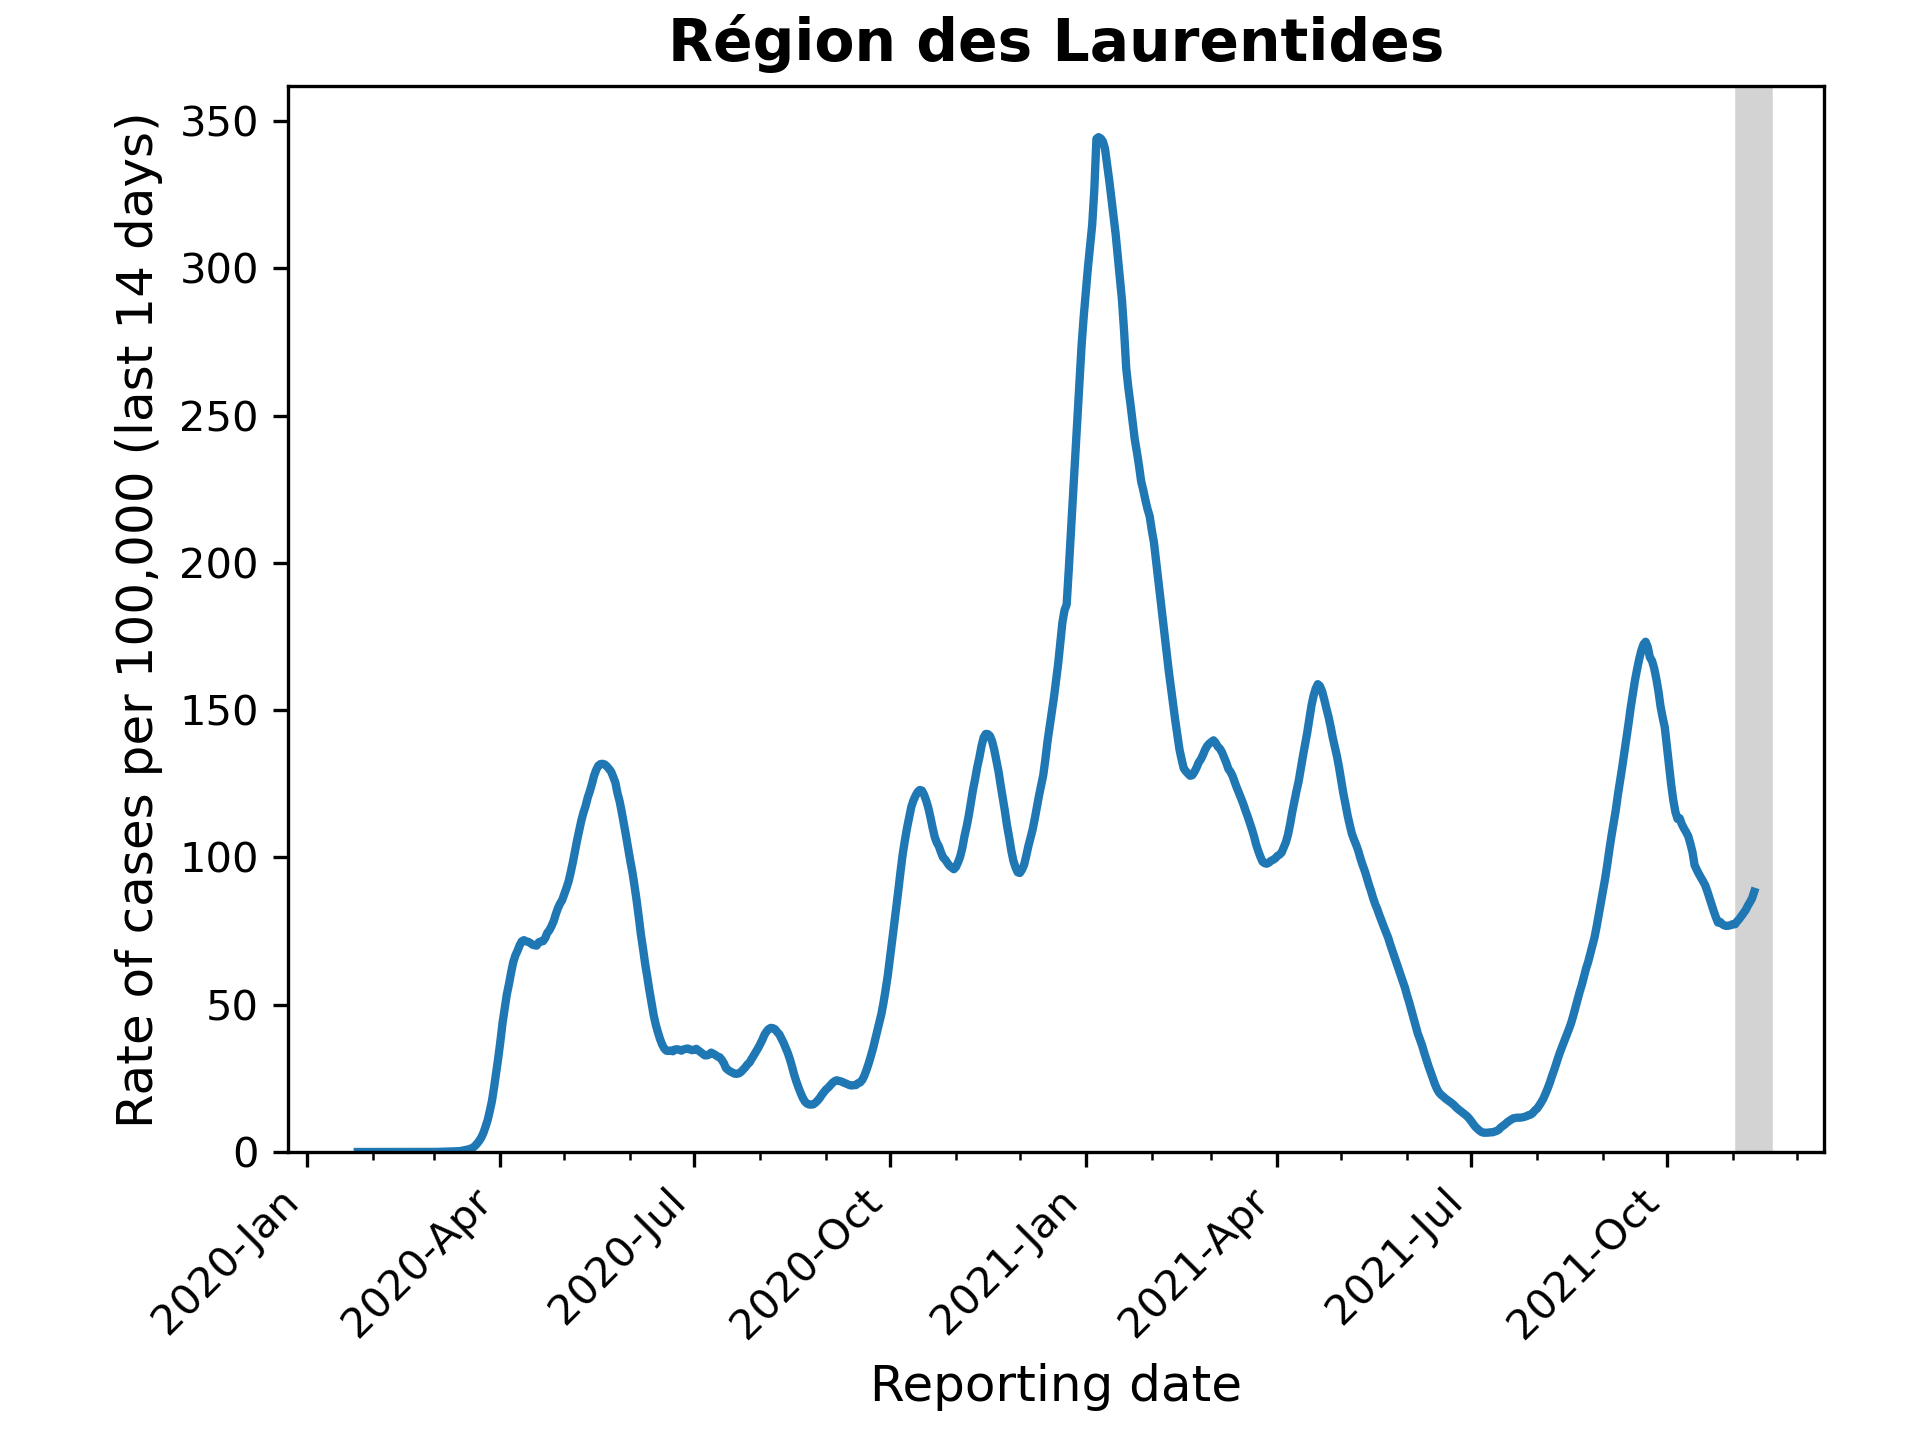 Région des Laurentides
Rate of cases per 100,000 (last 14 days)
350
300
250
200
150
100
50
0
2020-Jan
2020-Apr
2020-Jul
2020-Oct
2021-Jan
2021-Apr
2021-Jul
2021-Oct
Reporting date